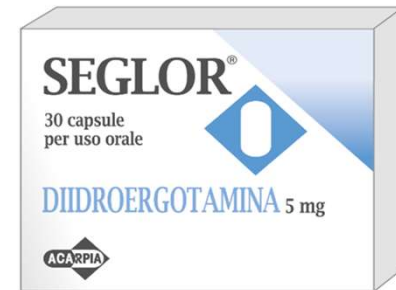 SEGLOR®
30 capsule
per uso orale
DIIDROERGOTAMINA 5 mg
ACARPIA